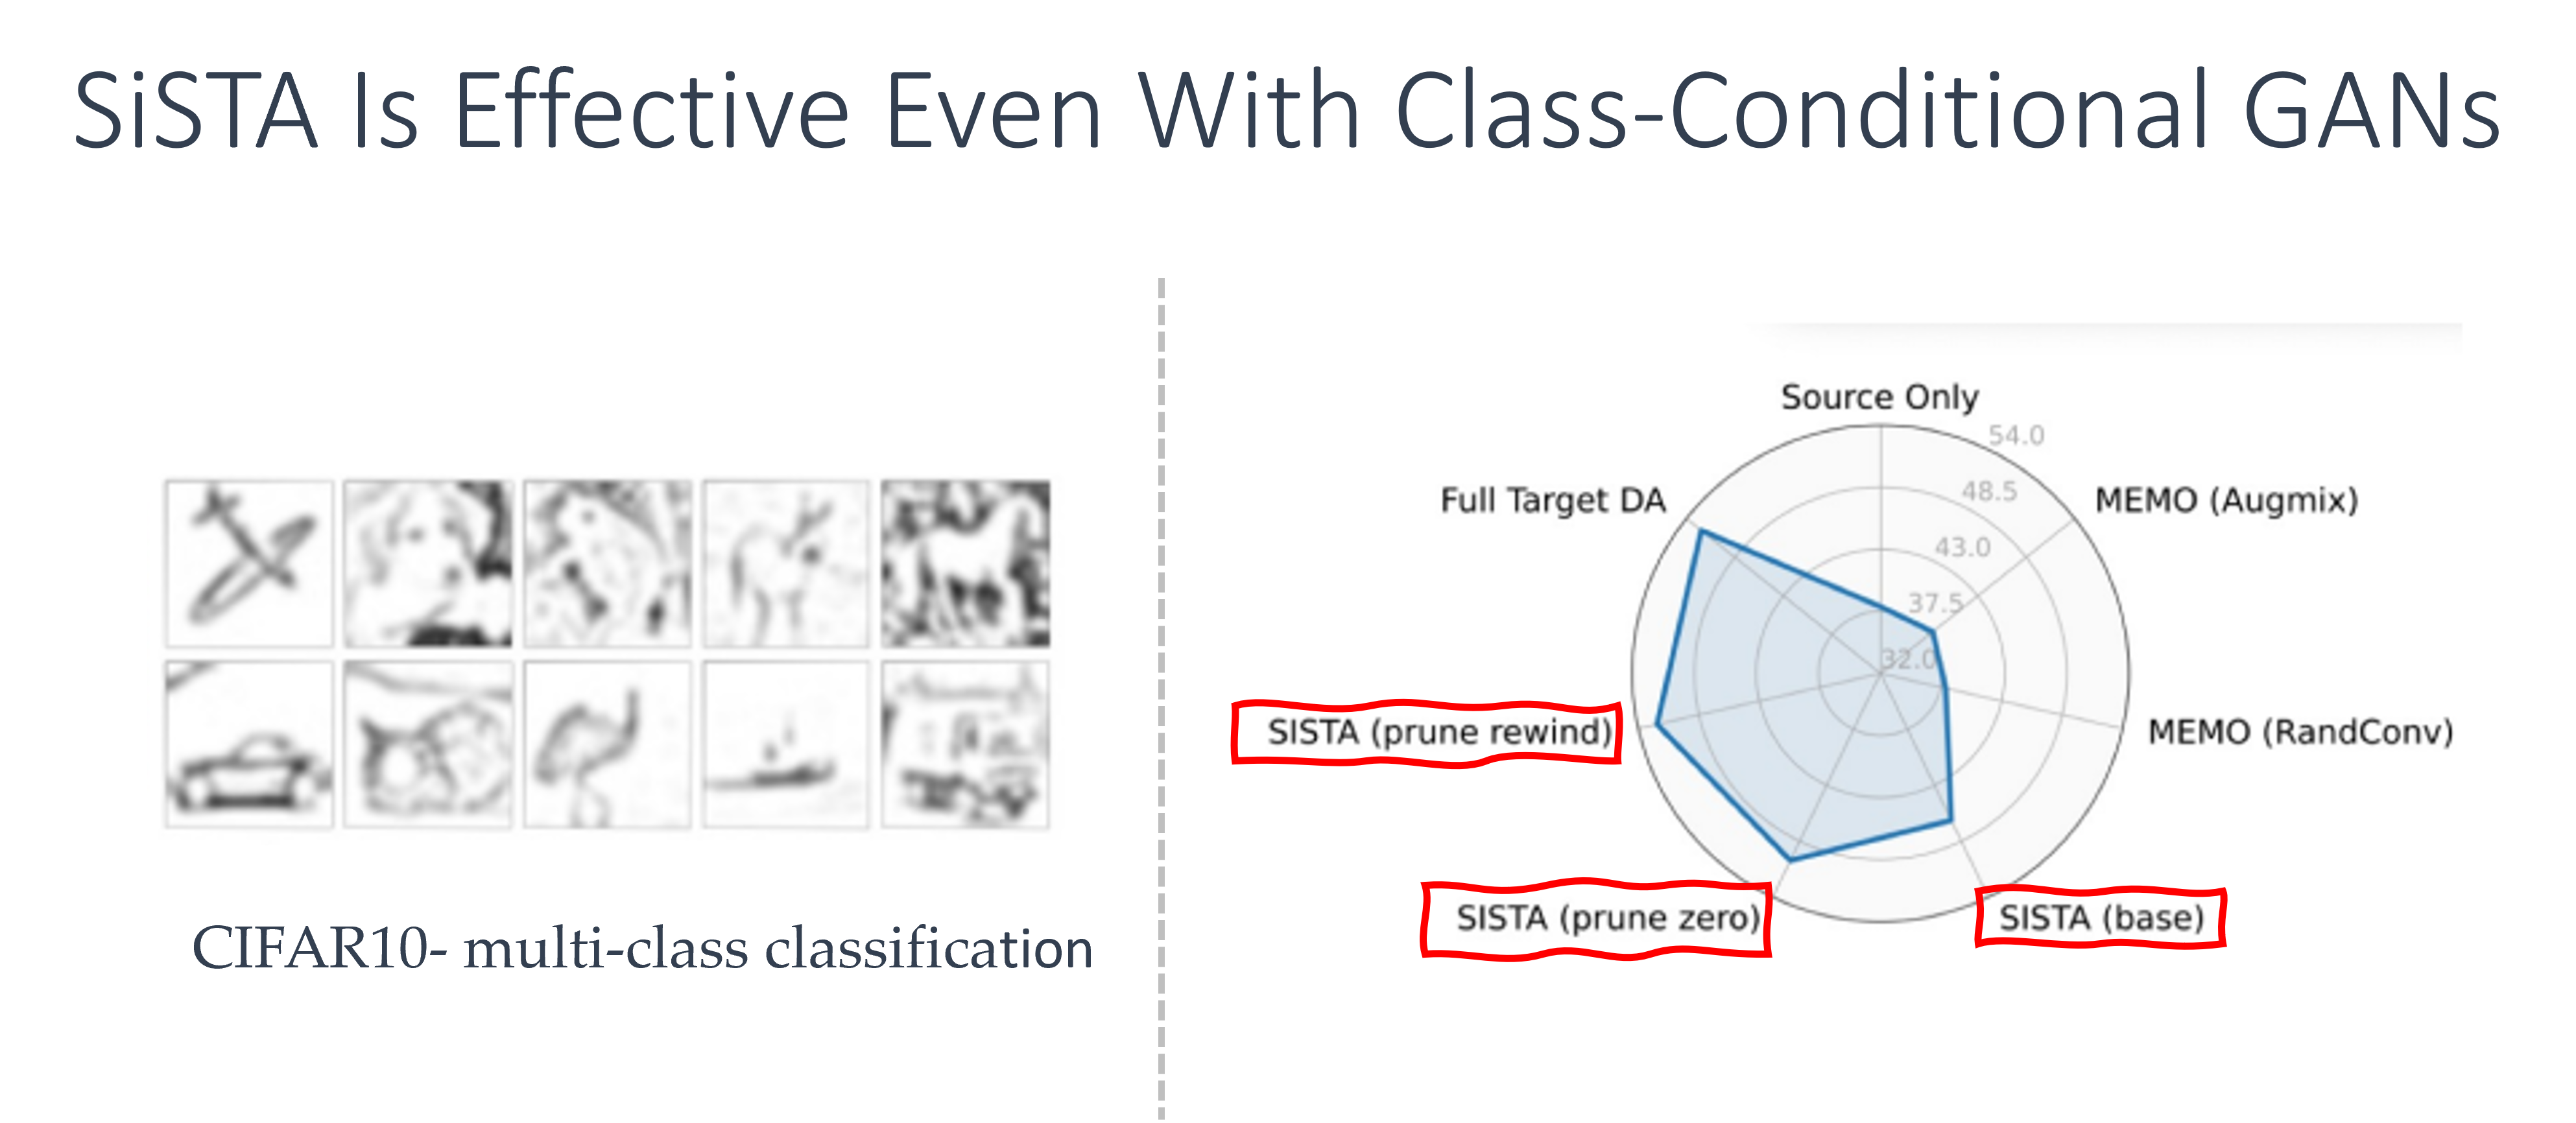 SiSTA Is Effective Even With Class-Conditional GANs
CIFAR10- multi-class classification
Source Only
54.0
Full Target DA
48.5
MEMO (Augmix)
43.0
37.5
32.0
SISTA (prune rewind)
MEMO (RandConv)
SISTA (prune zero)
SISTA (base)